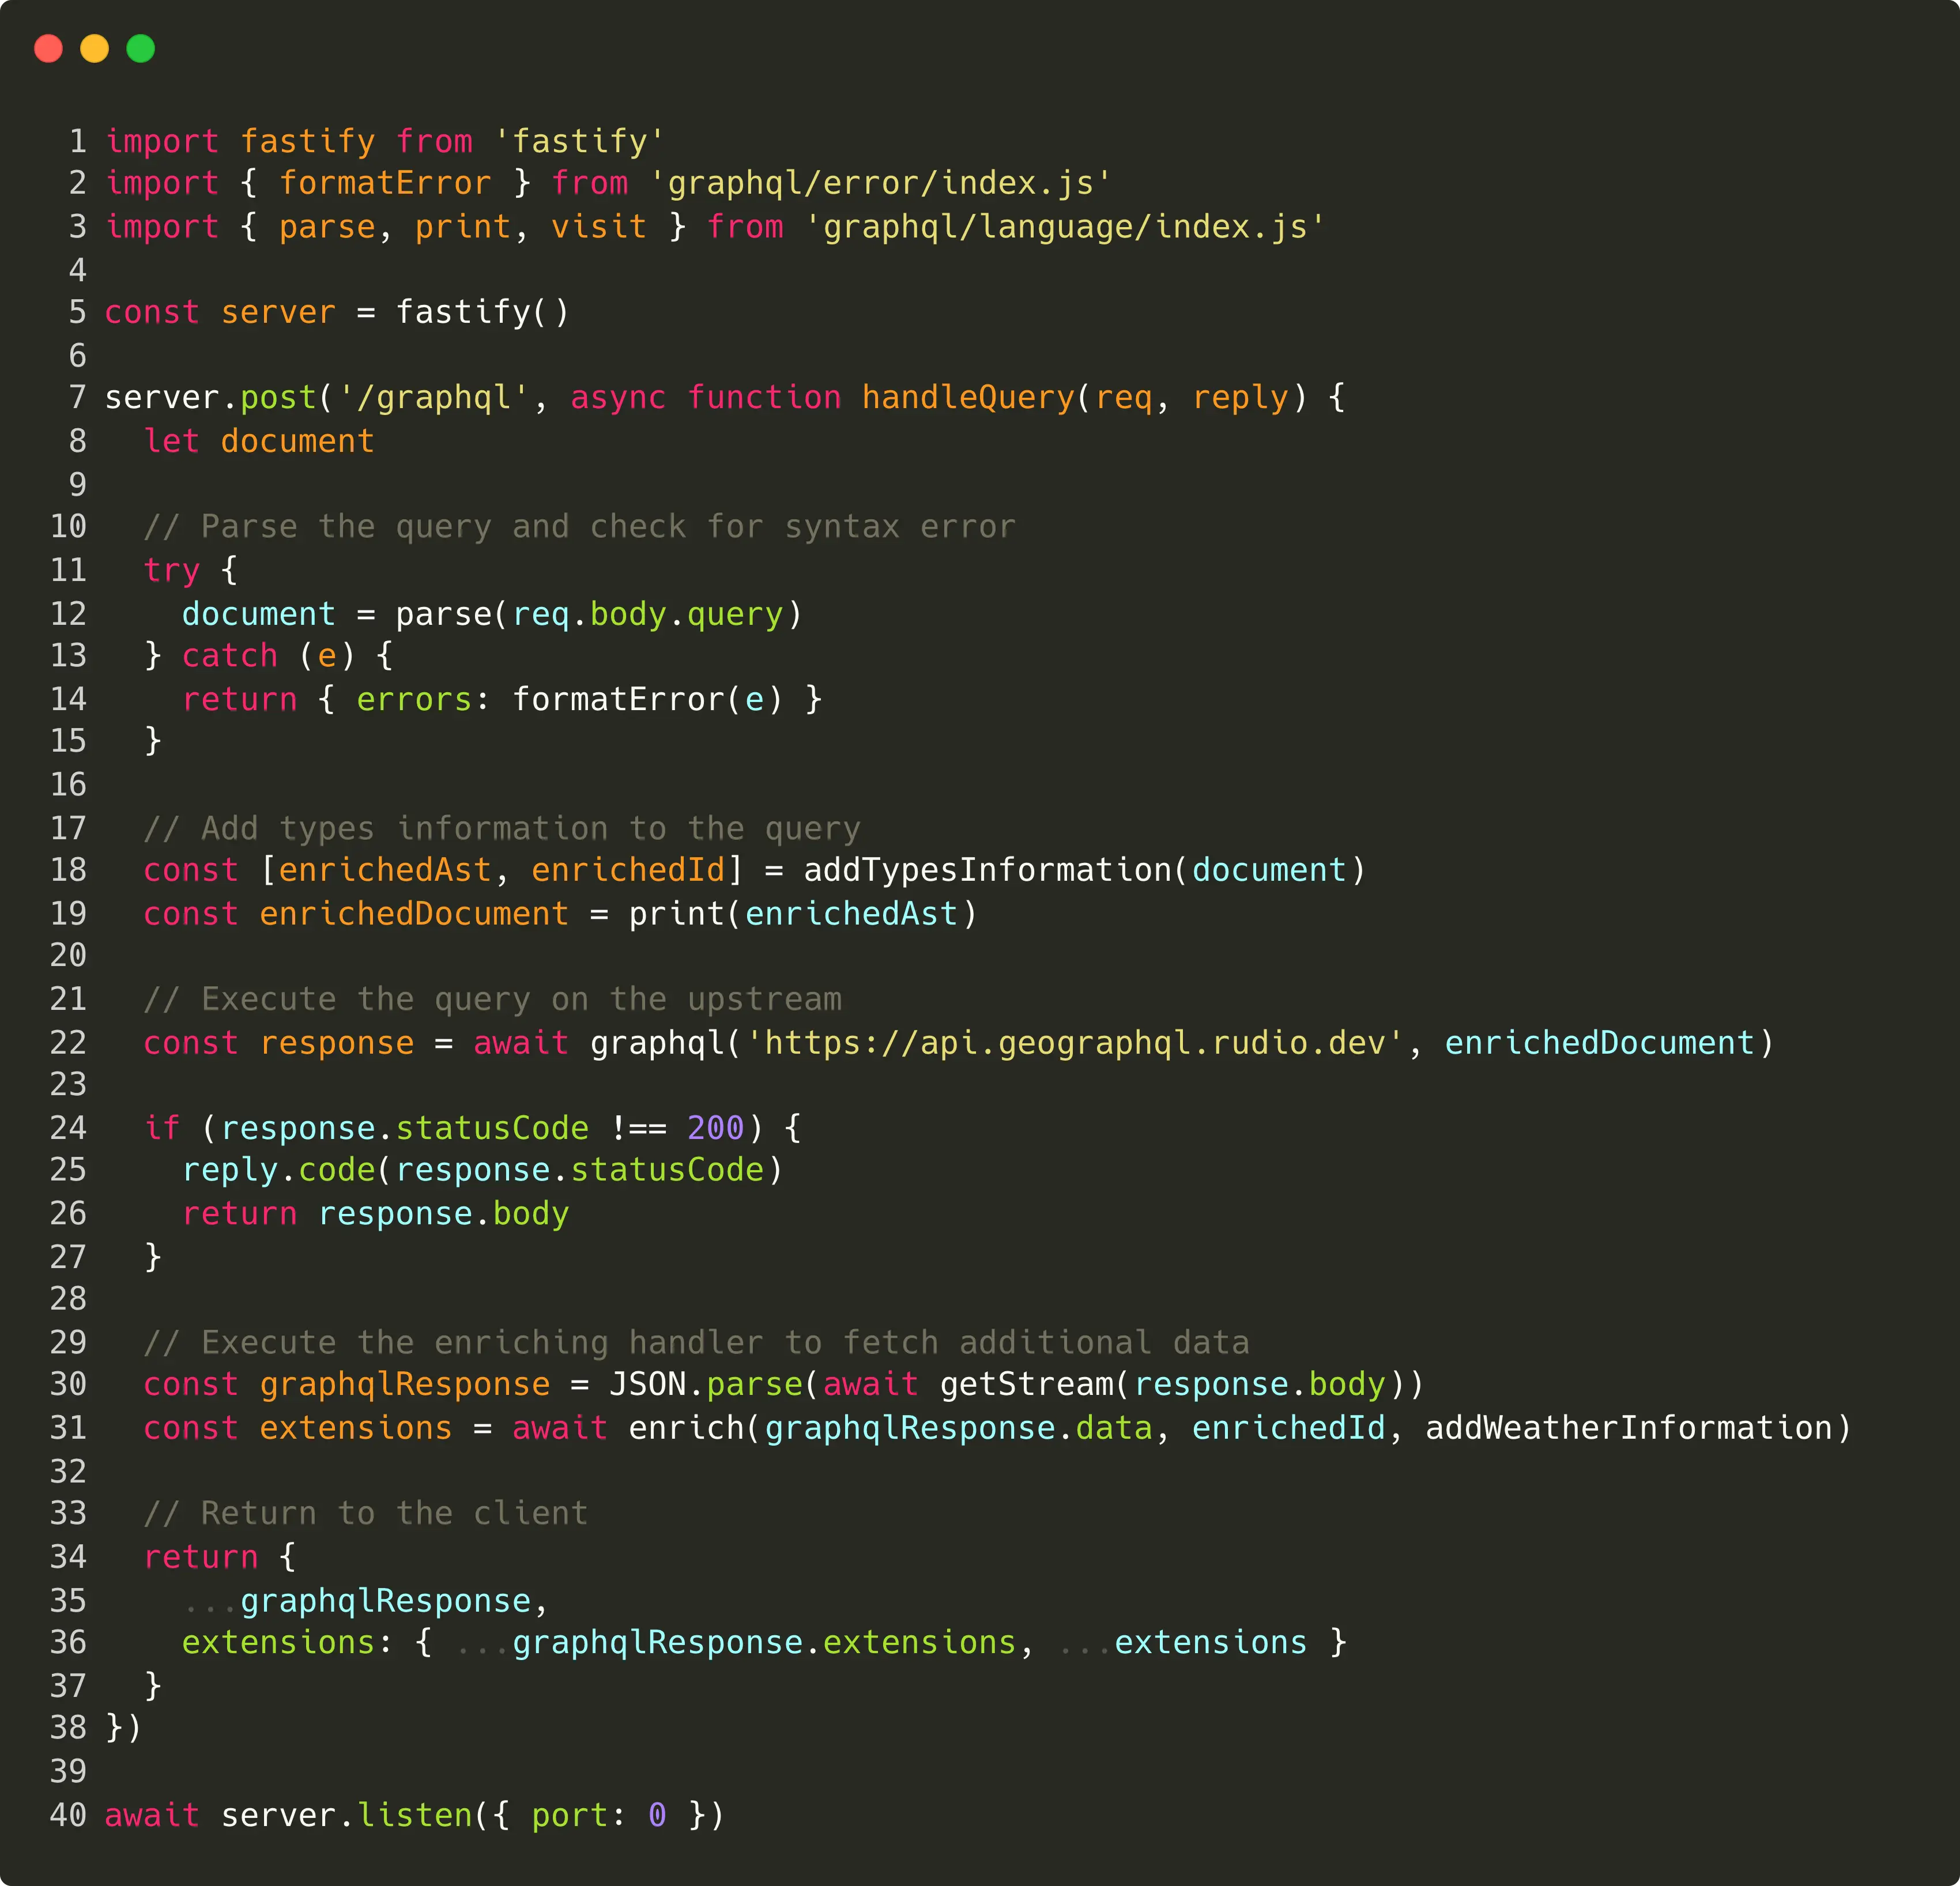 1 import fastify from 'fastify'
2 import { formatError } from 'graphql/error/index.js'
3 import { parse, print, visit } from 'graphql/language/index.js'
4
5 const server = fastify()
6
7 server.post('/graphql', async function handleQuery(req, reply) {
8   let document
9
10   // Parse the query and check for syntax error
11   try {
12     document = parse(req.body.query)
13   } catch (e) {
14     return { errors: formatError(e) }
15   }
16
17   // Add types information to the query
18   const [enrichedAst, enrichedId] = addTypesInformation(document)
19   const enrichedDocument = print(enrichedAst)
20
21   // Execute the query on the upstream
22   const response = await graphql('https://api.geographql.rudio.dev', enrichedDocument)
23
24   if (response.statusCode !== 200) {
25     reply.code(response.statusCode)
26     return response.body
27   }
28
29   // Execute the enriching handler to fetch additional data
30   const graphqlResponse = JSON.parse(await getStream(response.body))
31   const extensions = await enrich(graphqlResponse.data, enrichedId, addWeatherInformation)
32
33   // Return to the client
34   return {
35     ...graphqlResponse,
36     extensions: { ...graphqlResponse.extensions, ...extensions }
37   }
38 })
39
40 await server.listen({ port: 0 })